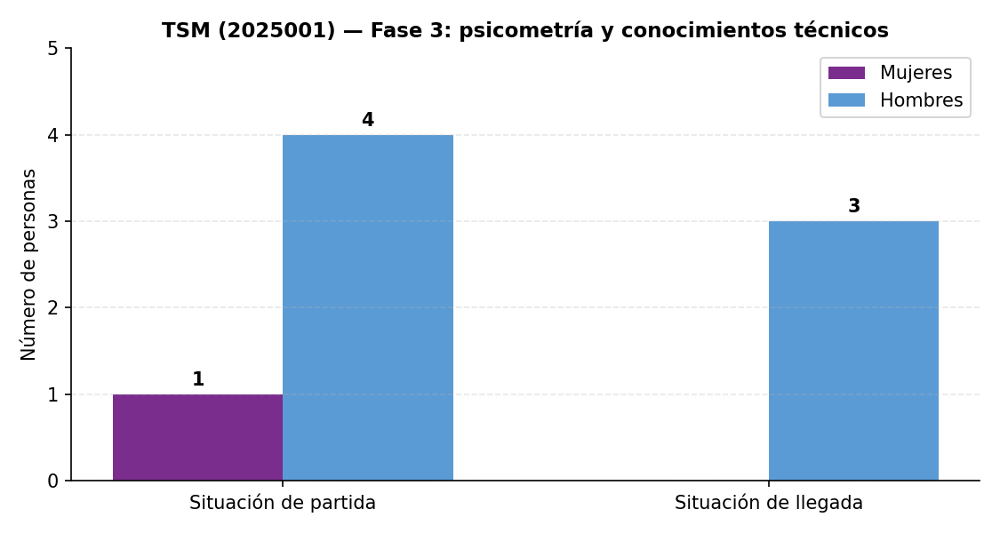 TSM (2025001) — Fase 3: psicometría y conocimientos técnicos
Mujeres
Hombres
Número de personas
5
4
3
2
1
0
1
4
3
Situación de partida
Situación de llegada